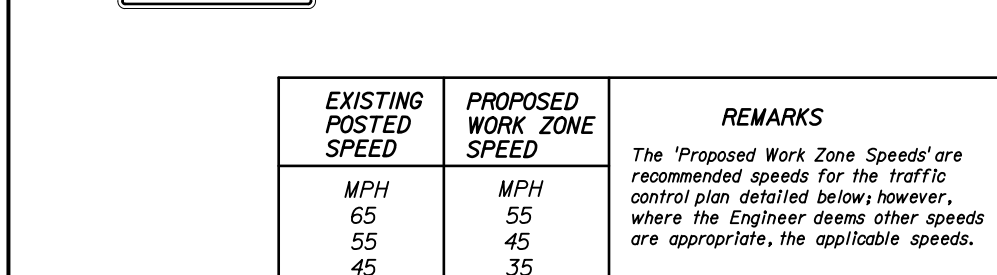 EXISTING POSTED SPEED
PROPOSED WORK ZONE SPEED
REMARKS
The 'Proposed Work Zone Speeds' are
recommended speeds for the traffic
control plan detailed below; however,
where the Engineer deems other speeds
are appropriate, the applicable speeds.
MPH MPH
65 55
55 45
45 35